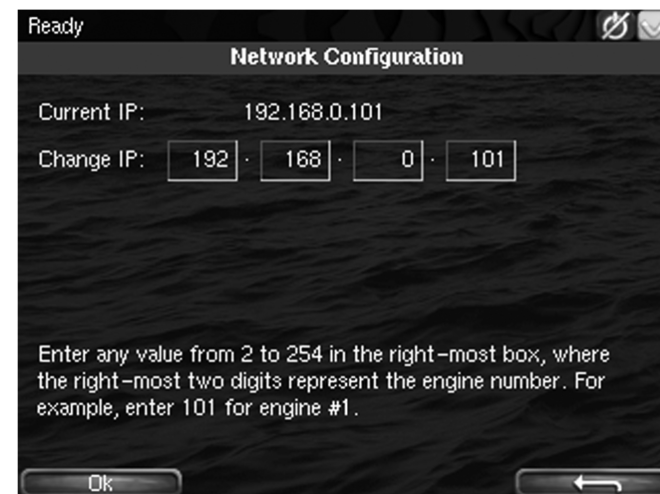 Ready
Network Configuration
Current IP: 192.168.0.101
Change IP: 192 . 168 . 0 . 101
Enter any value from 2 to 254 in the right-most box, where
the right-most two digits represent the engine number. For
example, enter 101 for engine #1.
Ok